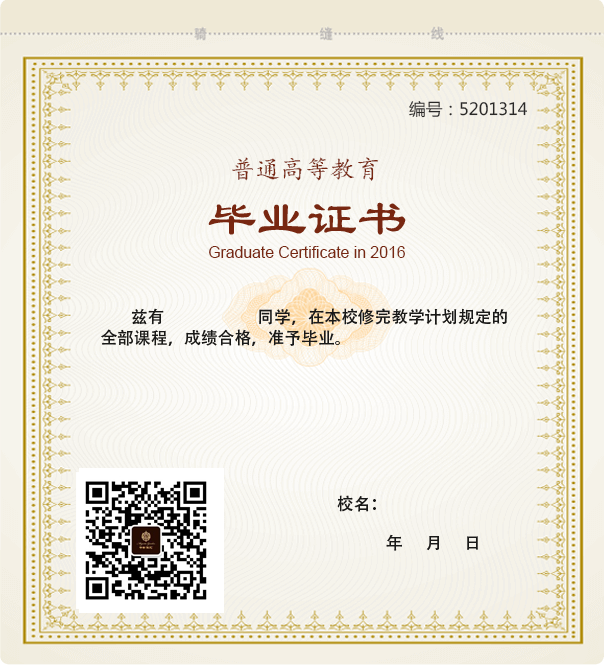 骑 缝 线
编号：5201314
普通高等教育
毕业证书
Graduate Certificate in 2016
兹有 同学，在本校修完教学计划规定的
全部课程，成绩合格，准予毕业。
校名：
年 月 日